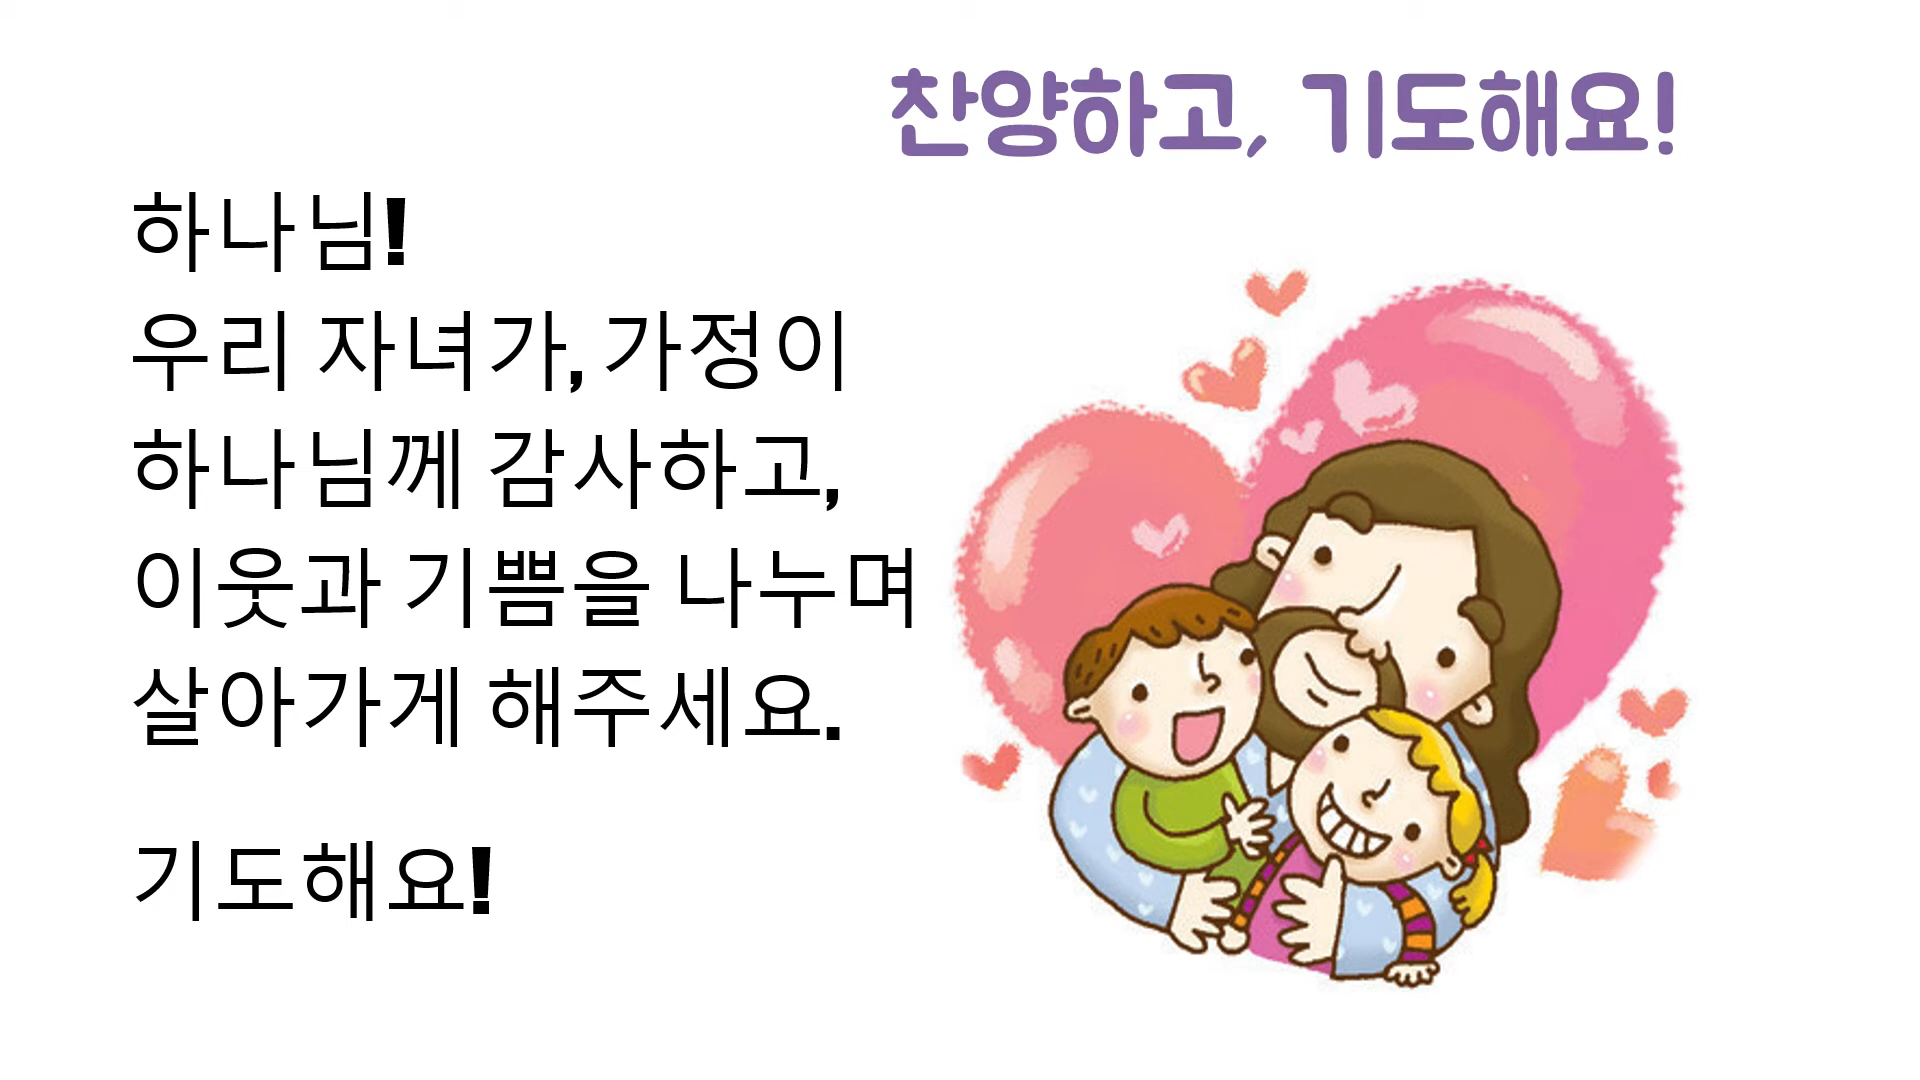 찬양하고, 기도해요!
하나님!
우리 자녀가, 가정이
하나님께 감사하고,
이웃과 기쁨을 나누며
살아가게 해주세요.
기도해요!